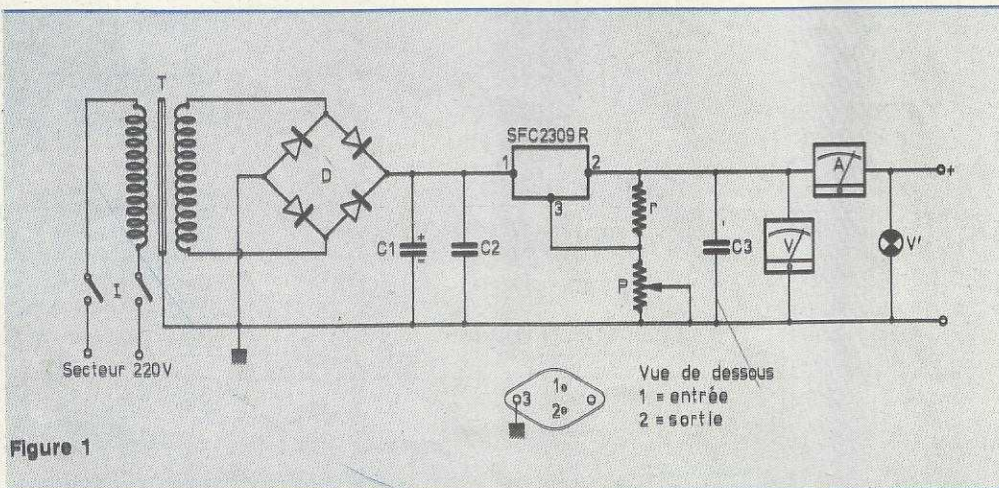 T
SFC2309 R
1
2
3
D
r
A
+
C1
+
-
C2
C3
V
V'
P
I
Secteur 220V
Vue de dessous
1 = entrée
2 = sortie
3
1
2
Figure 1